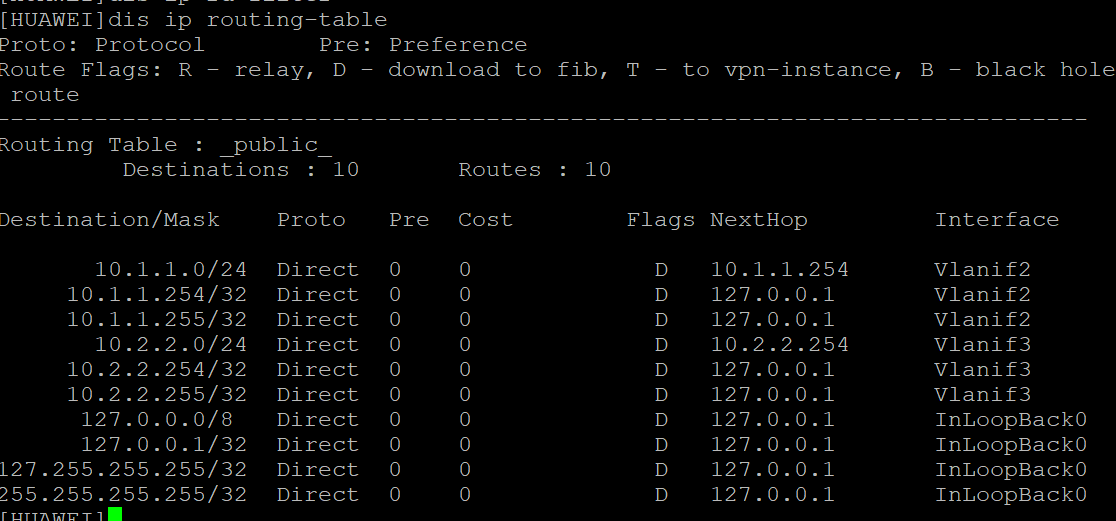 [HUAWEI]dis ip routing-table
Proto: Protocol          Pre: Preference
Route Flags: R - relay, D - download to fib, T - to vpn-instance, B - black hole
 route
------------------------------------------------------------------------------
Routing Table : _public_
         Destinations : 10       Routes : 10

Destination/Mask    Proto   Pre  Cost        Flags NextHop         Interface

       10.1.1.0/24  Direct  0    0             D   10.1.1.254      Vlanif2
     10.1.1.254/32  Direct  0    0             D   127.0.0.1       Vlanif2
     10.1.1.255/32  Direct  0    0             D   127.0.0.1       Vlanif2
       10.2.2.0/24  Direct  0    0             D   10.2.2.254      Vlanif3
     10.2.2.254/32  Direct  0    0             D   127.0.0.1       Vlanif3
     10.2.2.255/32  Direct  0    0             D   127.0.0.1       Vlanif3
      127.0.0.0/8   Direct  0    0             D   127.0.0.1       InLoopBack0
      127.0.0.1/32  Direct  0    0             D   127.0.0.1       InLoopBack0
127.255.255.255/32  Direct  0    0             D   127.0.0.1       InLoopBack0
255.255.255.255/32  Direct  0    0             D   127.0.0.1       InLoopBack0
[HUAWEI]